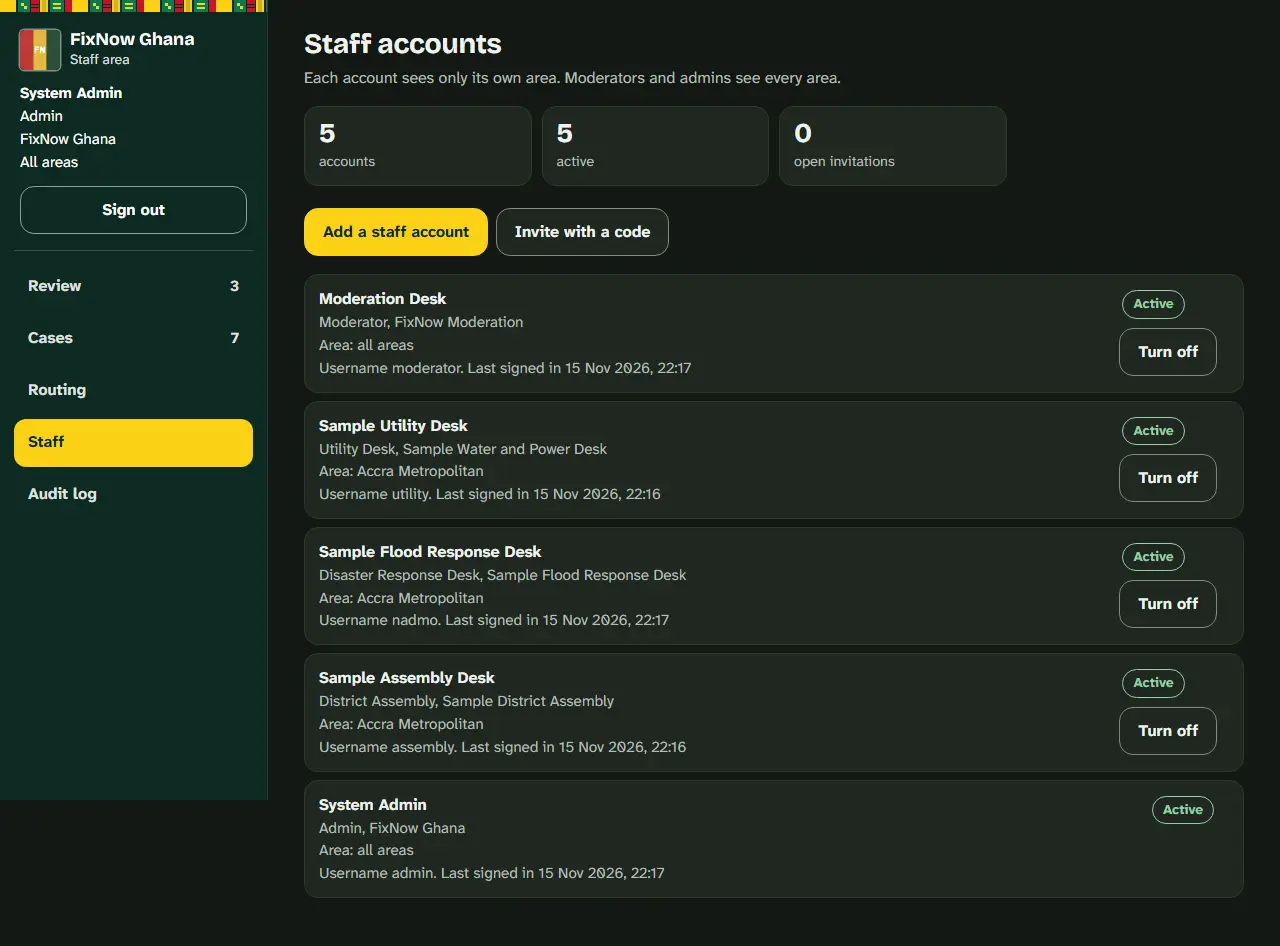 FN
FixNow Ghana
Staff area
System Admin
Admin
FixNow Ghana
All areas
Sign out
Review 3
Cases 7
Routing
Staff
Audit log
Staff accounts
Each account sees only its own area. Moderators and admins see every area.
5
accounts
5
active
0
open invitations
Add a staff account
Invite with a code
Moderation Desk
Moderator, FixNow Moderation
Area: all areas
Username moderator. Last signed in 15 Nov 2026, 22:17
Active
Turn off
Sample Utility Desk
Utility Desk, Sample Water and Power Desk
Area: Accra Metropolitan
Username utility. Last signed in 15 Nov 2026, 22:16
Active
Turn off
Sample Flood Response Desk
Disaster Response Desk, Sample Flood Response Desk
Area: Accra Metropolitan
Username nadmo. Last signed in 15 Nov 2026, 22:17
Active
Turn off
Sample Assembly Desk
District Assembly, Sample District Assembly
Area: Accra Metropolitan
Username assembly. Last signed in 15 Nov 2026, 22:16
Active
Turn off
System Admin
Admin, FixNow Ghana
Area: all areas
Username admin. Last signed in 15 Nov 2026, 22:17
Active